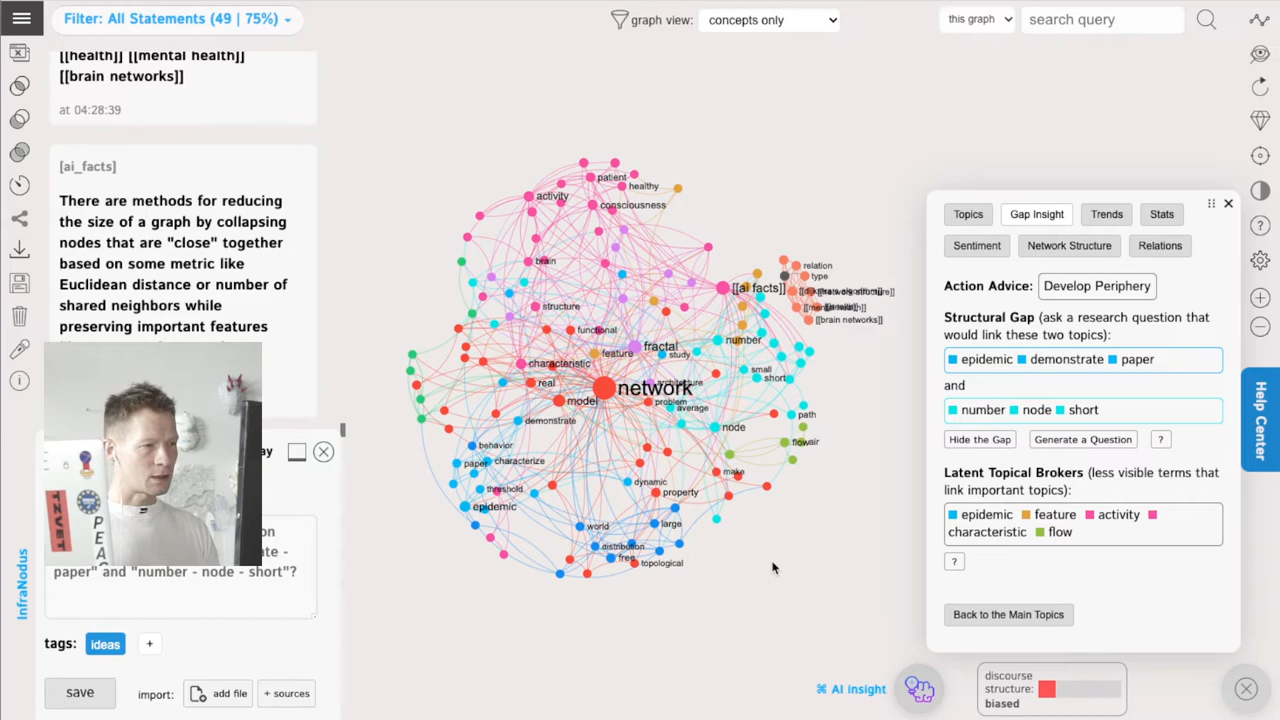 Filter: All Statements (49 | 75%)
graph view:
concepts only
this graph
search query
[[health]] [[mental health]]
[[brain networks]]
at 04:28:39
[ai_facts]
There are methods for reducing
the size of a graph by collapsing
nodes that are "close" together
based on some metric like
Euclidean distance or number of
shared neighbors while
preserving important features
paper" and "number - node - short"?
tags:
ideas
+
save
import:
add file
+ sources
InfraNodus
TZVET
PEA
patient
healthy
activity
consciousness
brain
structure
functional
fractal
feature
study
characteristic
real
network
architecture
model
problem
average
demonstrate
behavior
paper
characterize
threshold
epidemic
dynamic
property
world
large
distribution
free
topological
make
node
path
flow
air
small
short
number
[[ai facts]]
relation
type
[[brain networks]]
Topics
Gap Insight
Trends
Stats
Sentiment
Network Structure
Relations
Action Advice:
Develop Periphery
Structural Gap (ask a research question that
would link these two topics):
epidemic demonstrate paper
and
number node short
Hide the Gap
Generate a Question
?
Latent Topical Brokers (less visible terms that
link important topics):
epidemic feature activity
characteristic flow
?
Back to the Main Topics
Help Center
⌘ AI insight
discourse
structure:
biased